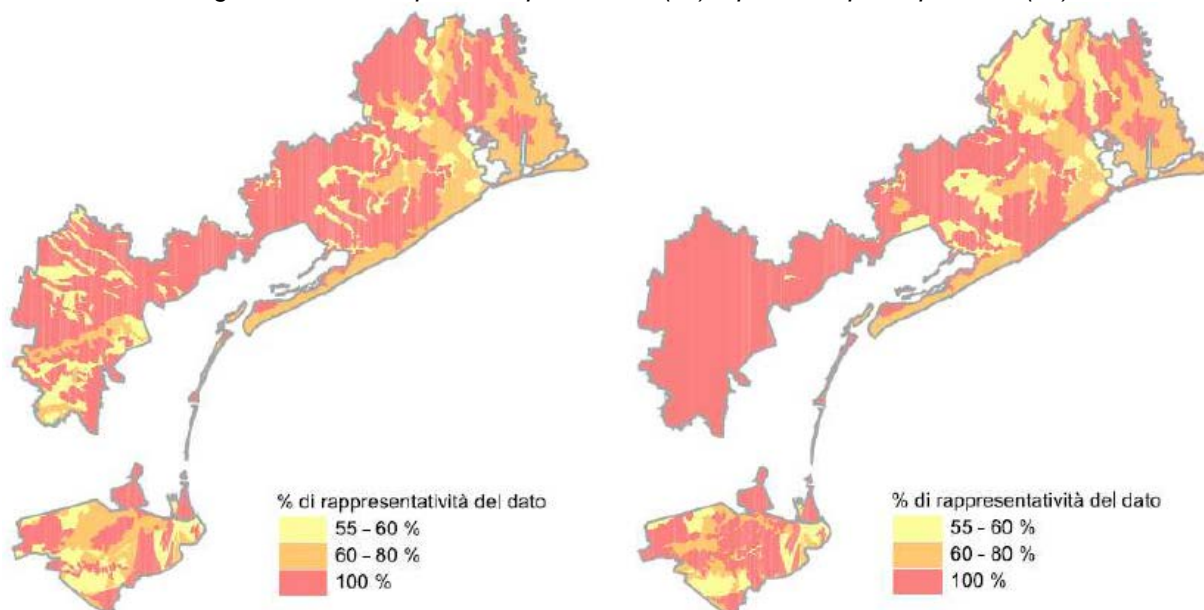 % di rappresentatività del dato
55 - 60 %
60 - 80 %
100 %
% di rappresentatività del dato
55 - 60 %
60 - 80 %
100 %